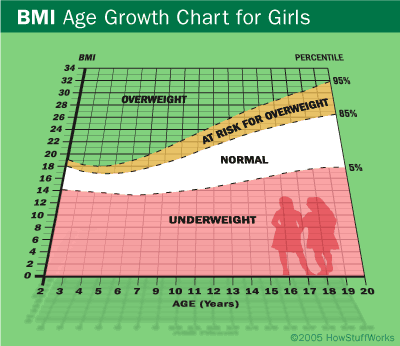 BMI Age Growth Chart for Girls
BMI
PERCENTILE
34
32
30
28
26
24
22
20
18
16
14
12
10
8
6
4
2
0
OVERWEIGHT
AT RISK FOR OVERWEIGHT
NORMAL
UNDERWEIGHT
95%
85%
5%
2 3 4 5 6 7 8 9 10 11 12 13 14 15 16 17 18 19 20
AGE (Years)
©2005 HowStuffWorks